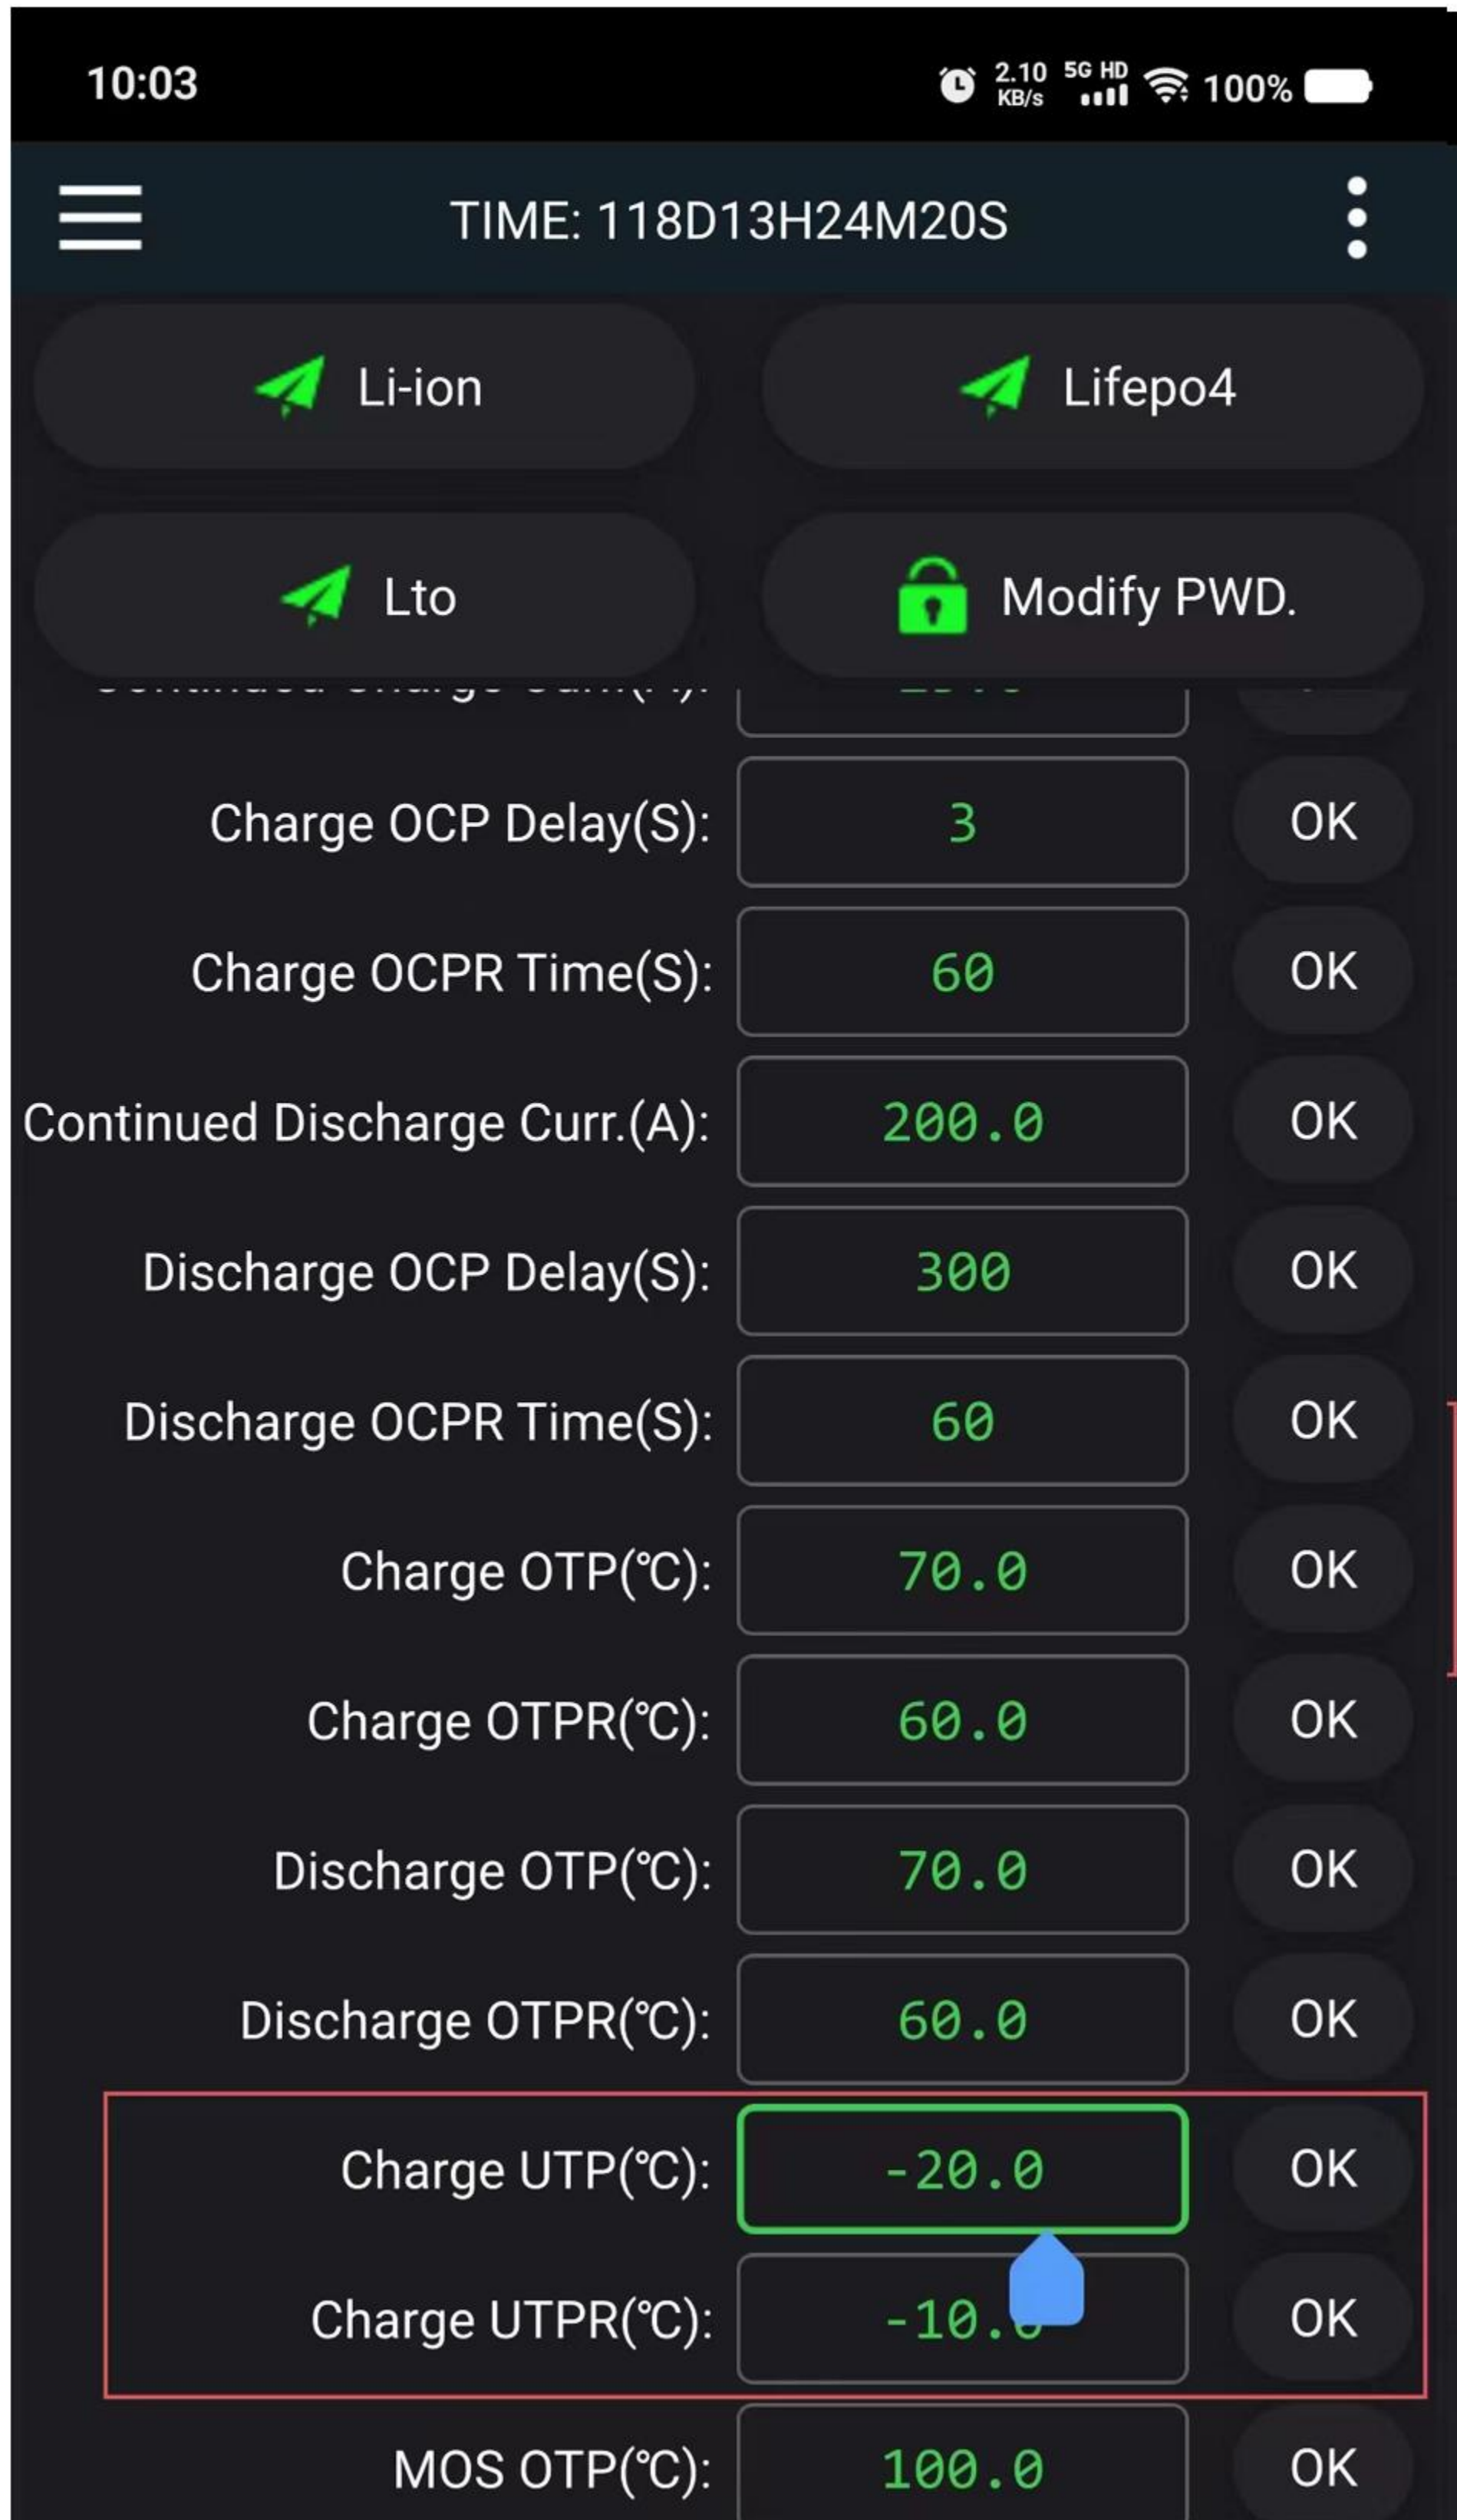 10:03 2.10 KB/s 5G HD 100%
TIME: 118D13H24M20S
Li-ion Lifepo4
Lto Modify PWD.
Charge OCP Delay(S): 3 OK
Charge OCPR Time(S): 60 OK
Continued Discharge Curr.(A): 200.0 OK
Discharge OCP Delay(S): 300 OK
Discharge OCPR Time(S): 60 OK
Charge OTP(℃): 70.0 OK
Charge OTPR(℃): 60.0 OK
Discharge OTP(℃): 70.0 OK
Discharge OTPR(℃): 60.0 OK
Charge UTP(℃): -20.0 OK
Charge UTPR(℃): -10.0 OK
MOS OTP(℃): 100.0 OK